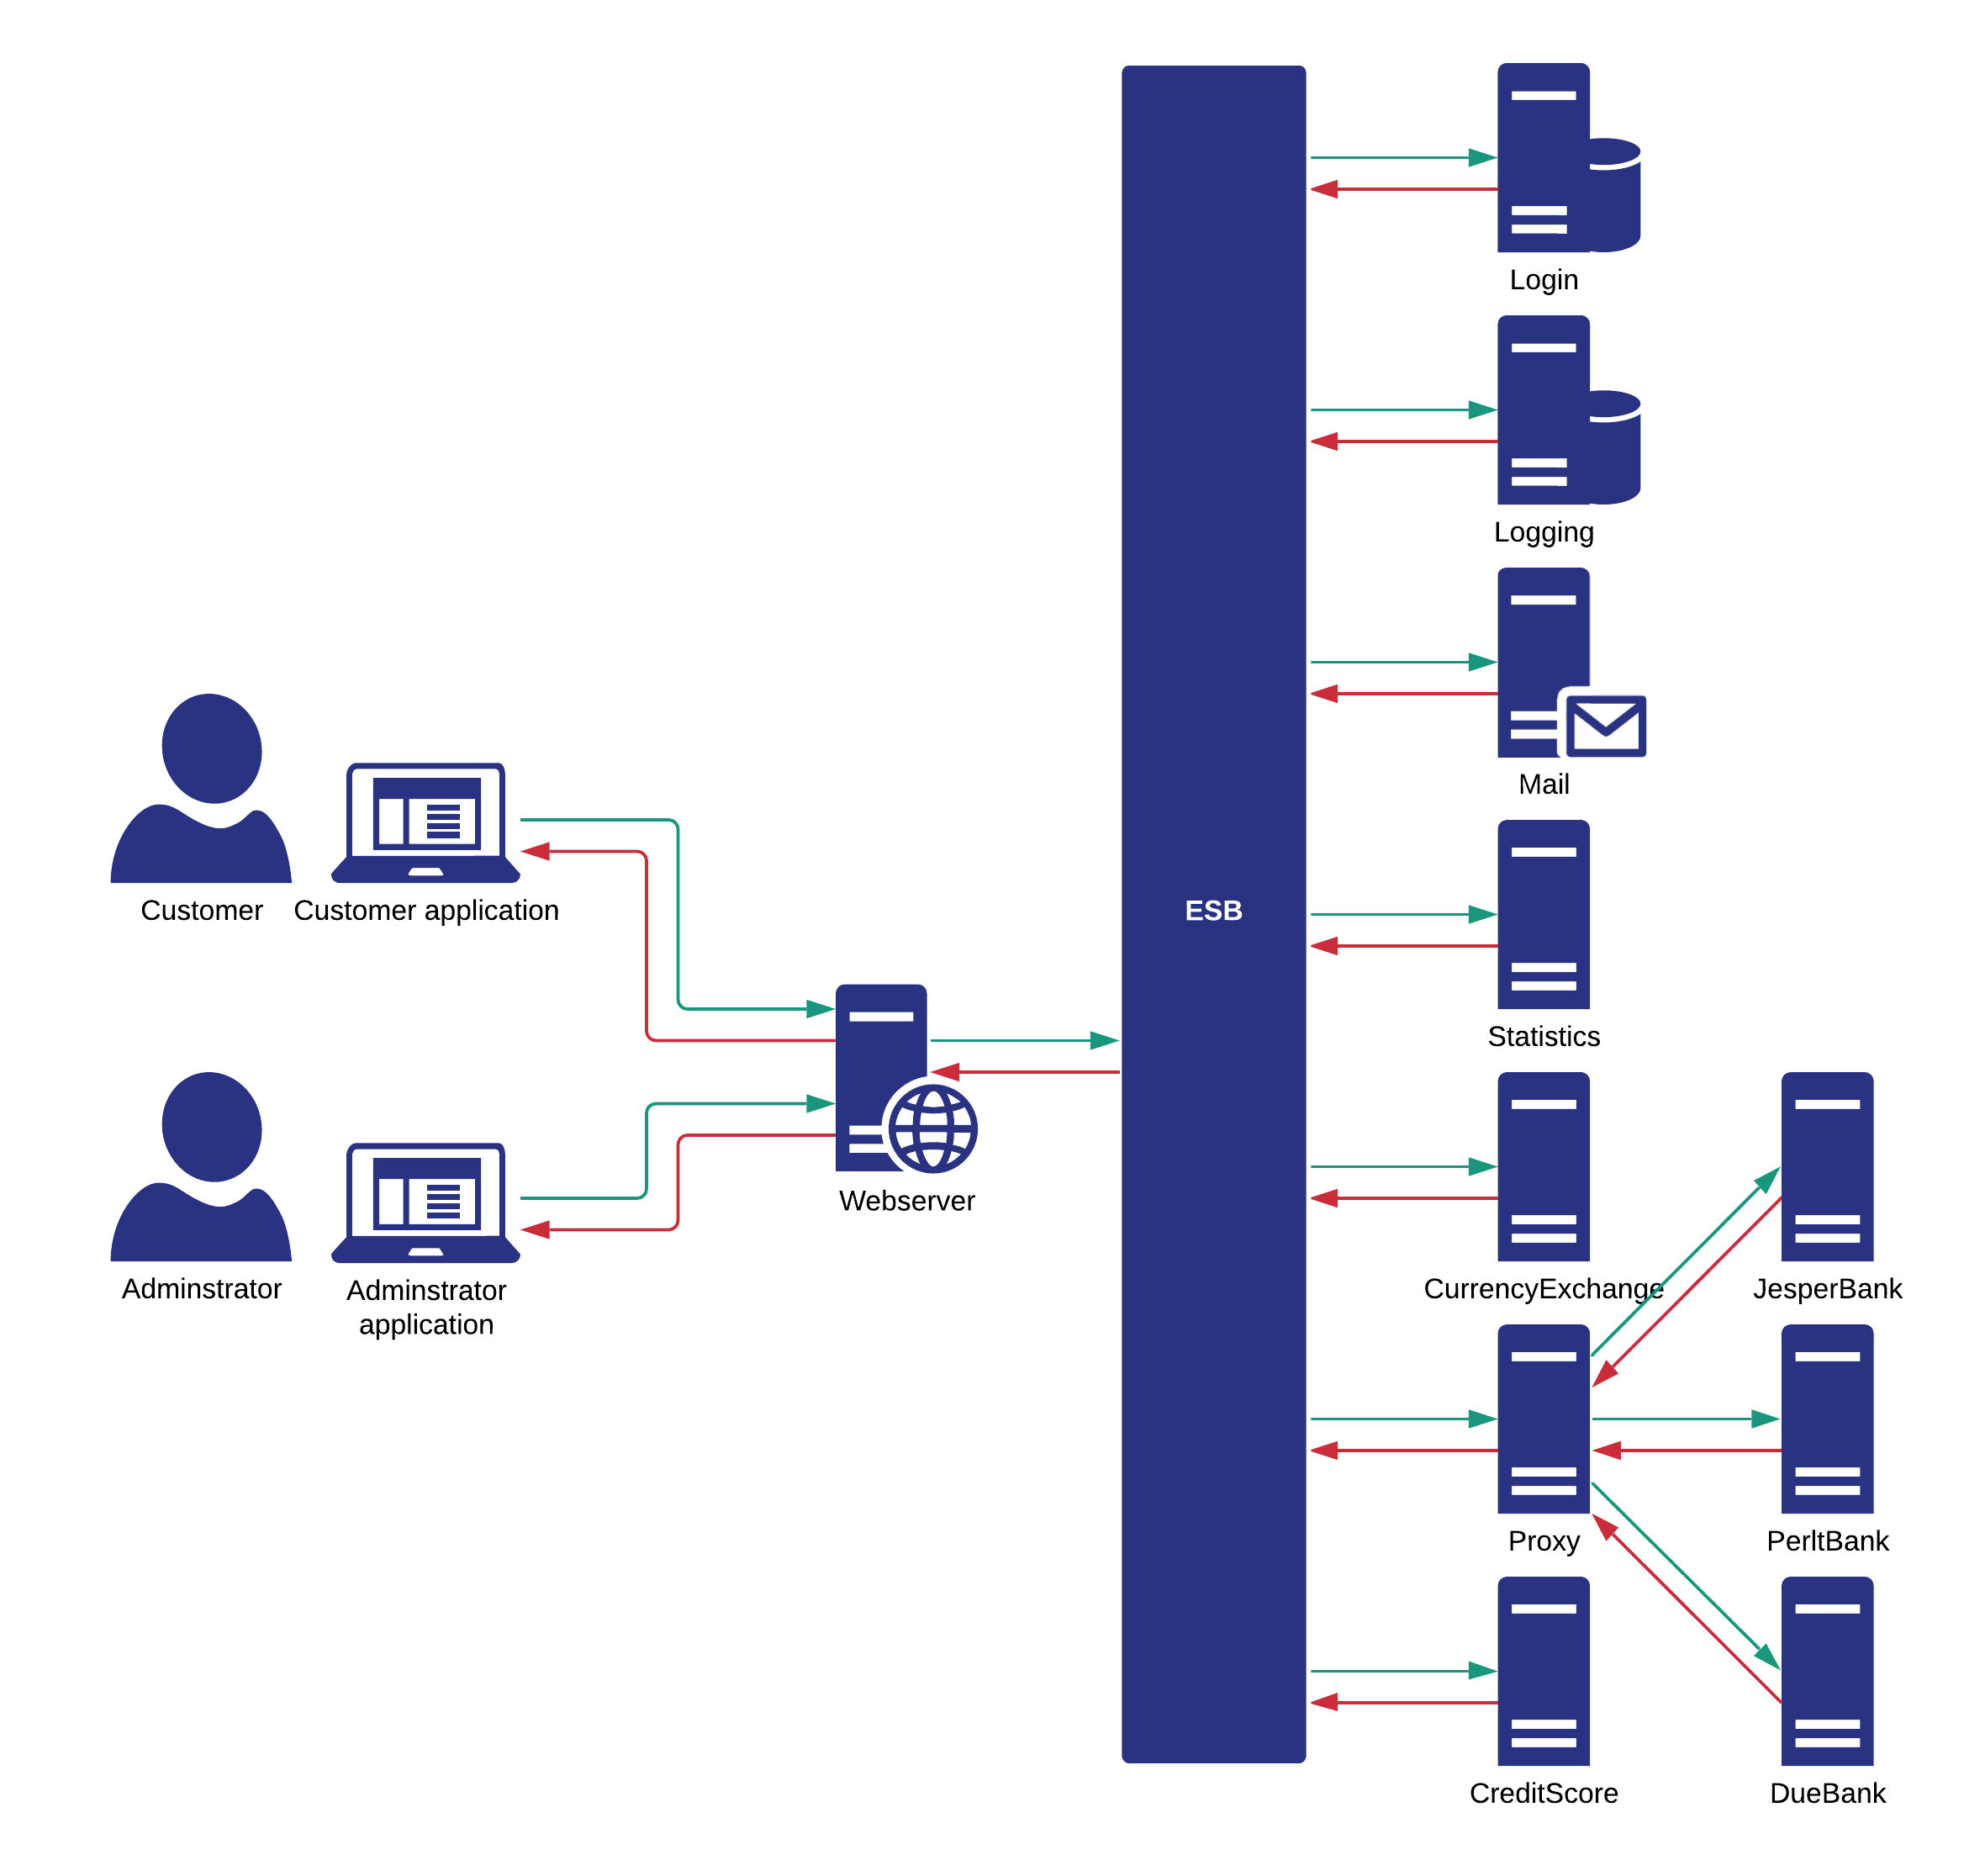 Login
Logging
Mail
Customer
Customer application
ESB
Statistics
Webserver
Adminstrator
Adminstrator
application
CurrencyExchange
JesperBank
Proxy
PerltBank
CreditScore
DueBank